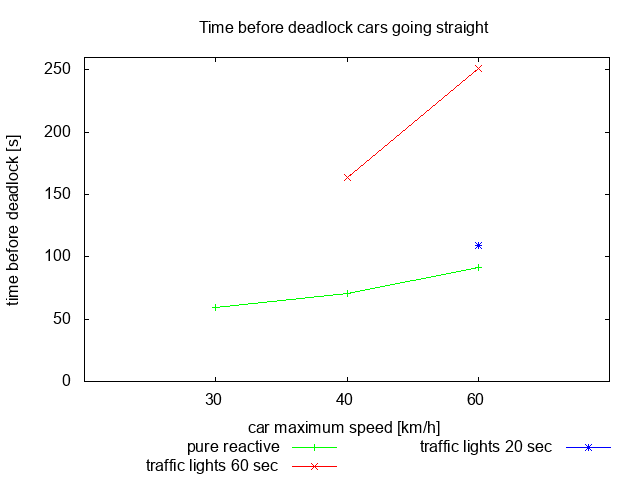 Time before deadlock cars going straight
250
200
150
100
50
0
time before deadlock [s]
30 40 60
car maximum speed [km/h]
pure reactive traffic lights 20 sec
traffic lights 60 sec